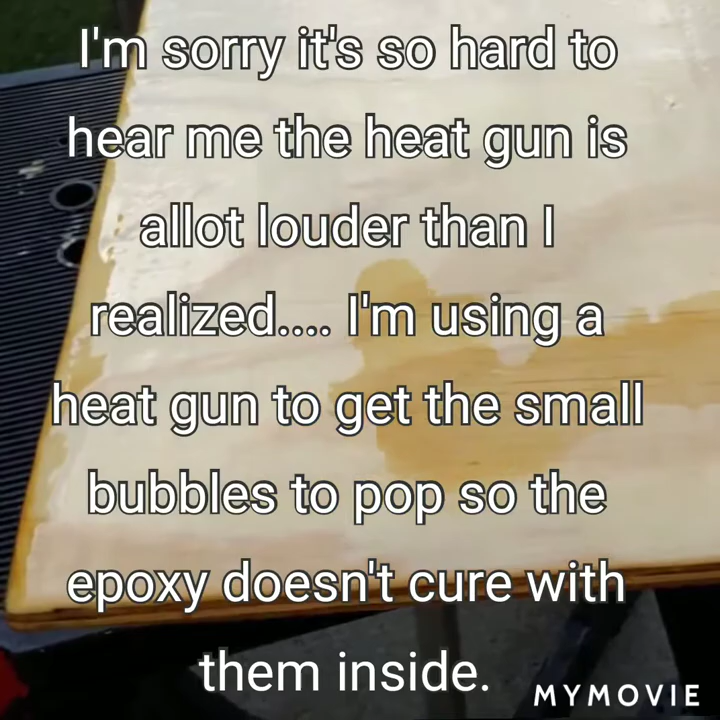 I'm sorry it's so hard to
hear me the heat gun is
allot louder than I
realized.... I'm using a
heat gun to get the small
bubbles to pop so the
epoxy doesn't cure with
them inside.
MYMOVIE